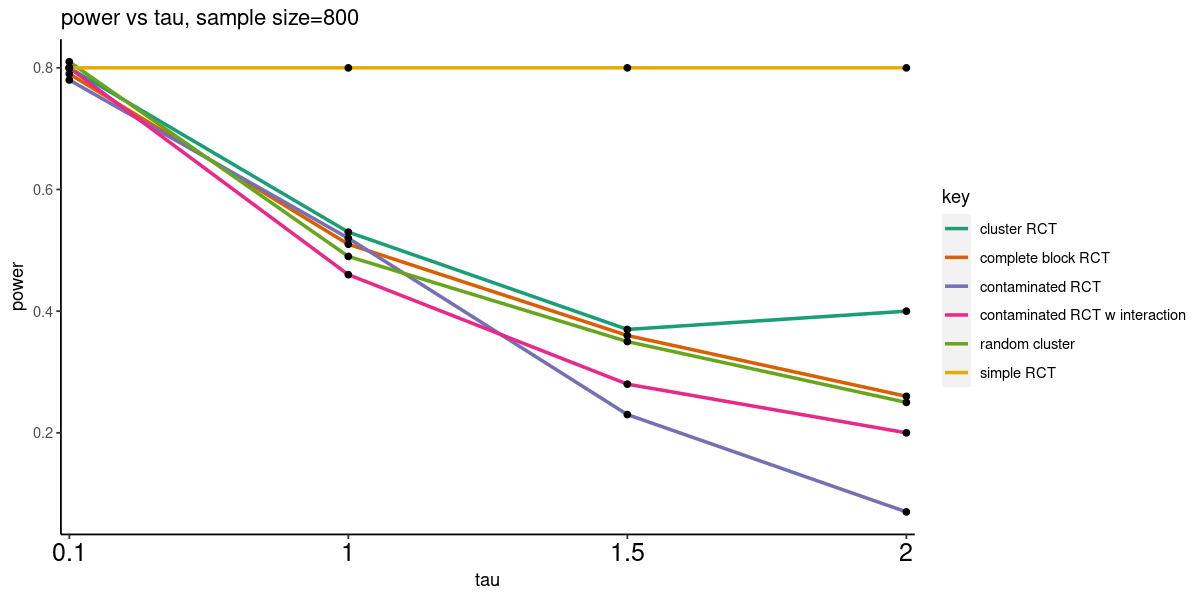 power vs tau, sample size=800
power
0.8
0.6
0.4
0.2
0.1 1 1.5 2
tau
key
cluster RCT
complete block RCT
contaminated RCT
contaminated RCT w interaction
random cluster
simple RCT